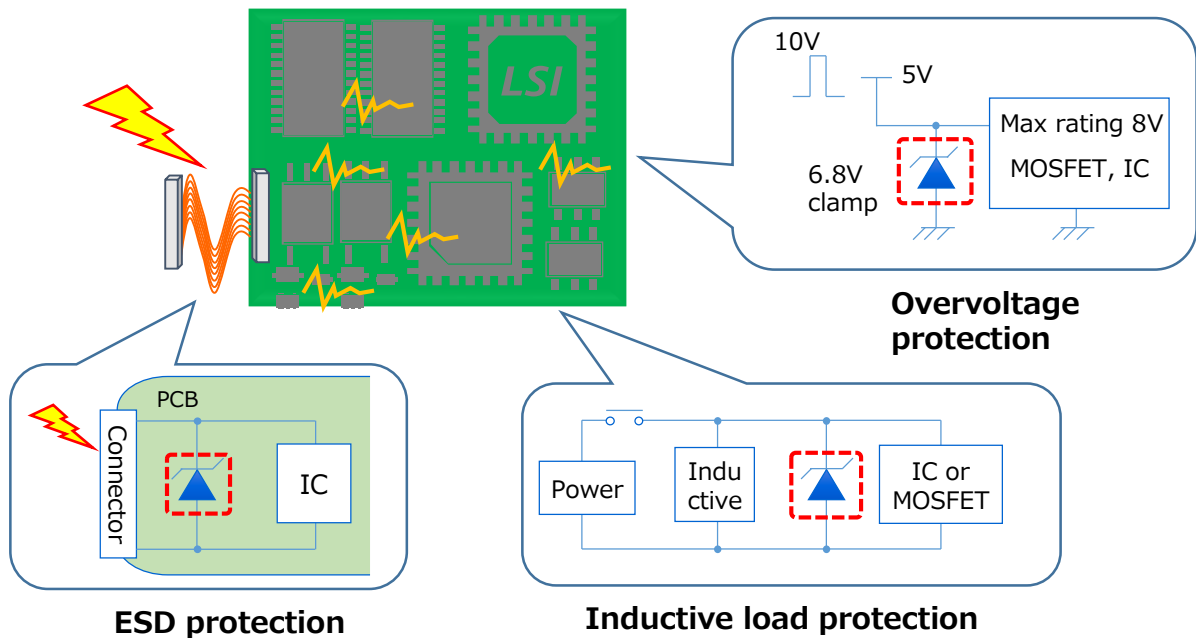 LSI
10V
5V
Max rating 8V
MOSFET, IC
6.8V
clamp
Overvoltage
protection
PCB
Connector
IC
ESD protection
Power
Indu
ctive
IC or
MOSFET
Inductive load protection